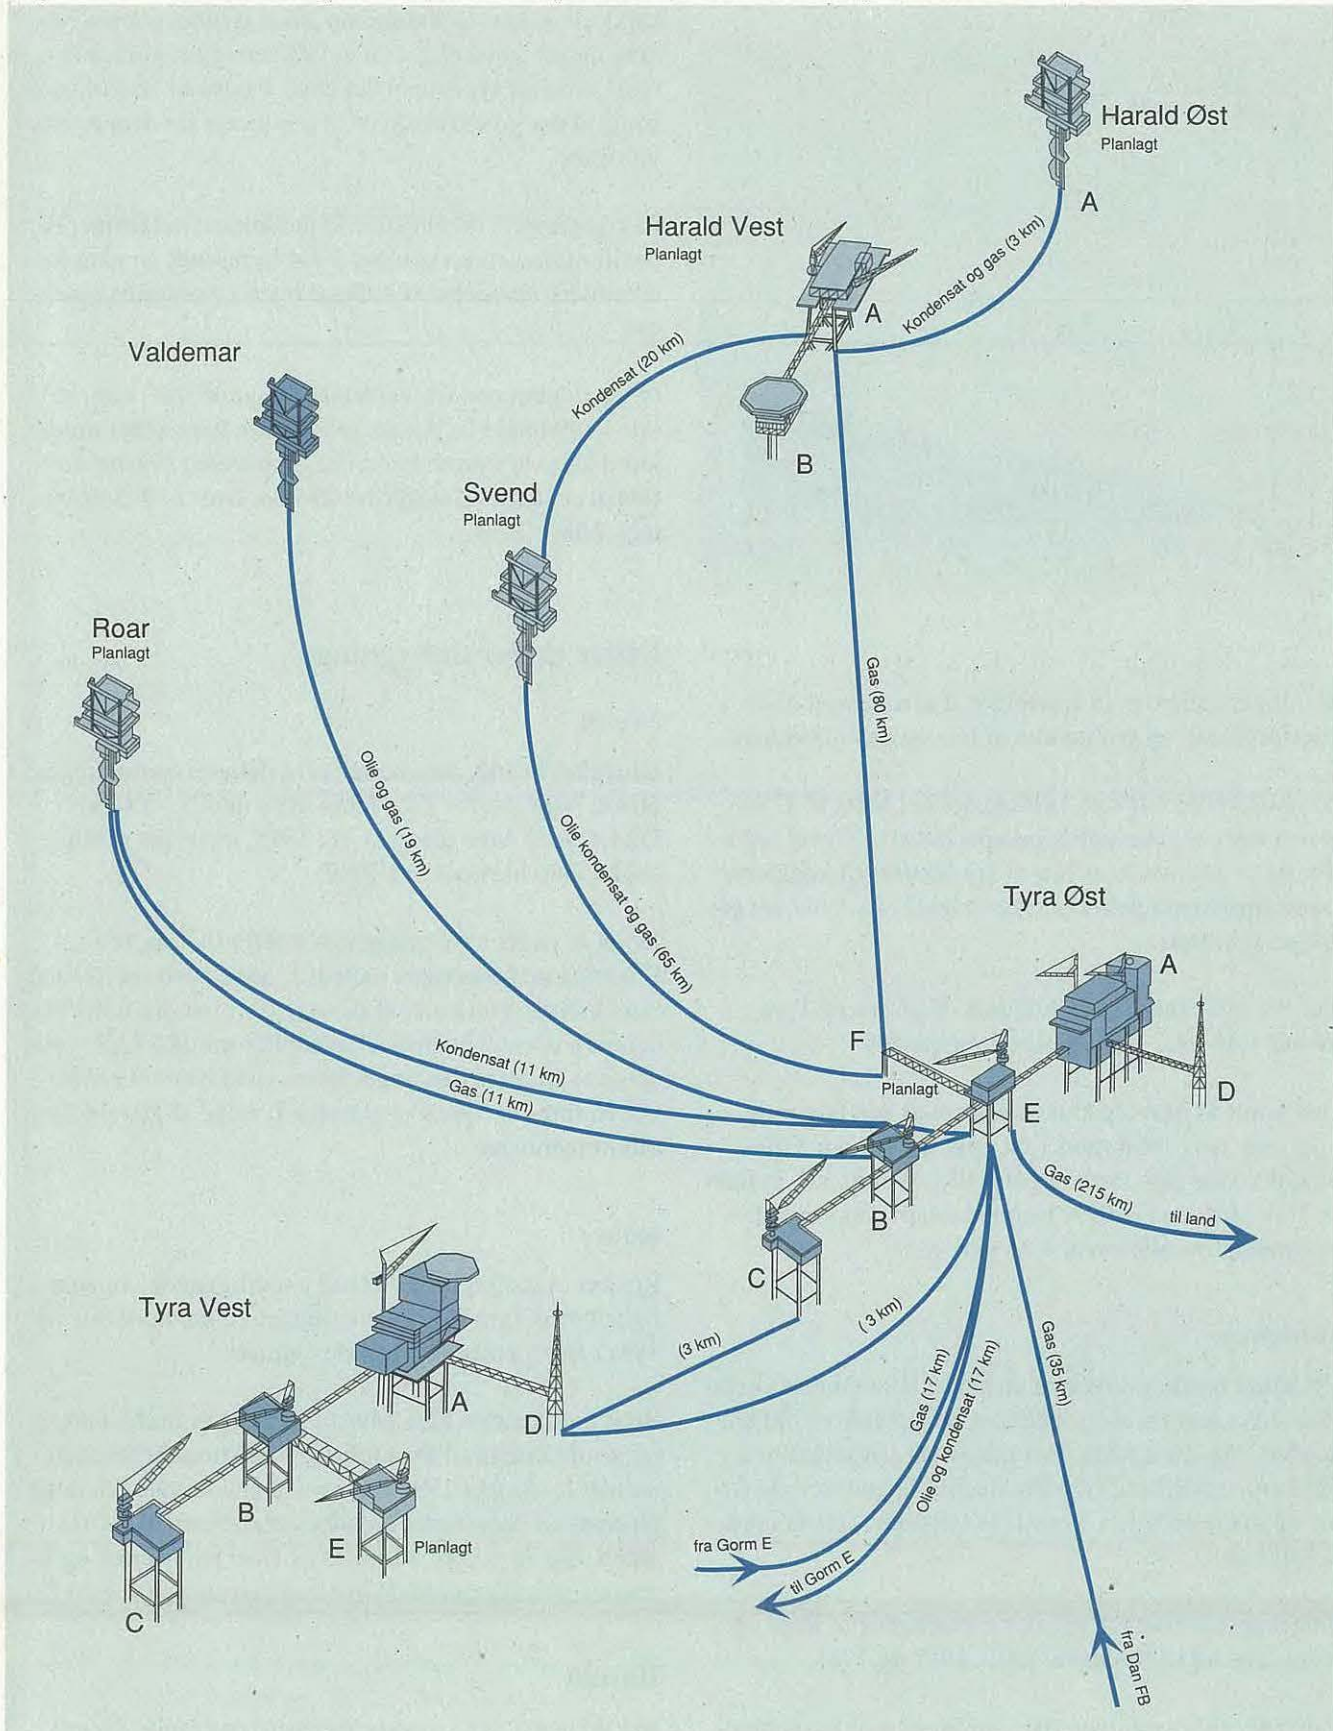 Harald Øst
Planlagt
A
Harald Vest
Planlagt
A
Kondensat og gas (3 km)
Kondensat (20 km)
B
Valdemar
Svend
Planlagt
Roar
Planlagt
Gas (80 km)
Olie og gas (19 km)
Olie kondensat og gas (65 km)
Tyra Øst
A
F
Planlagt
D
E
Kondensat (11 km)
Gas (11 km)
B
Gas (215 km)
til land
C
Tyra Vest
(3 km)
( 3 km)
Gas (17 km)
Olie og kondensat (17 km)
Gas (35 km)
A
D
B
E
Planlagt
C
fra Gorm E
til Gorm E
fra Dan FB